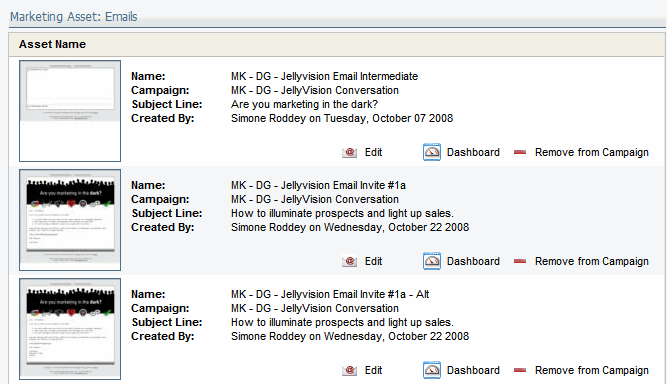 Marketing Asset: Emails
Asset Name
Name: MK - DG - Jellyvision Email Intermediate
Campaign: MK - DG - JellyVision Conversation
Subject Line: Are you marketing in the dark?
Created By: Simone Roddey on Tuesday, October 07 2008
Edit Dashboard Remove from Campaign
Are you marketing in the dark?
Name: MK - DG - Jellyvision Email Invite #1a
Campaign: MK - DG - JellyVision Conversation
Subject Line: How to illuminate prospects and light up sales.
Created By: Simone Roddey on Wednesday, October 22 2008
Edit Dashboard Remove from Campaign
Are you marketing in the dark?
Name: MK - DG - Jellyvision Email Invite #1a - Alt
Campaign: MK - DG - JellyVision Conversation
Subject Line: How to illuminate prospects and light up sales.
Created By: Simone Roddey on Wednesday, October 22 2008
Edit Dashboard Remove from Campaign